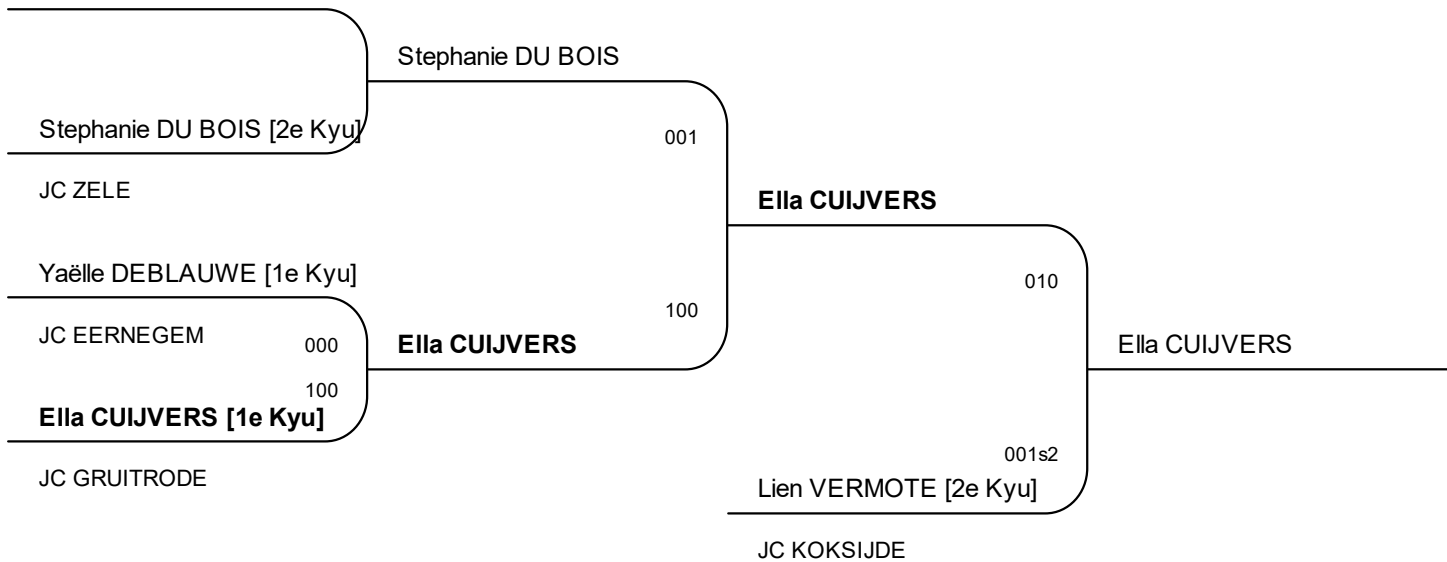 Stephanie DU BOIS
Stephanie DU BOIS [2e Kyu]
001
JC ZELE
Ella CUIJVERS
Yaëlle DEBLAUWE [1e Kyu]
010
100
JC EERNEGEM
000
Ella CUIJVERS
Ella CUIJVERS
100
Ella CUIJVERS [1e Kyu]
001s2
JC GRUITRODE
Lien VERMOTE [2e Kyu]
JC KOKSIJDE